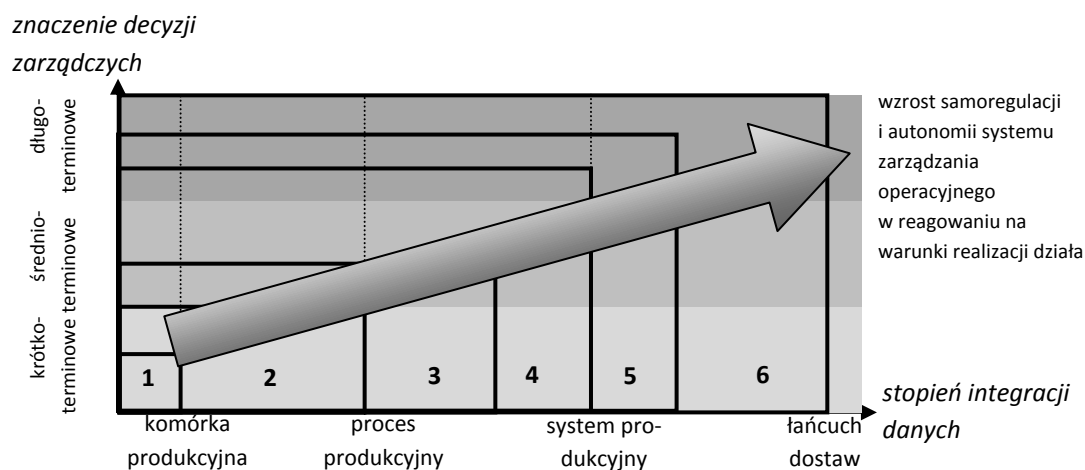 znaczenie decyzji
zarządczych
długo-
terminowe
średnio-
terminowe
krótko-
terminowe
wzrost samoregulacji
i autonomii systemu
zarządzania
operacyjnego
w reagowaniu na
warunki realizacji działa
1
2
3
4
5
6
stopień integracji
danych
komórka
produkcyjna
proces
produkcyjny
system pro-
dukcyjny
łańcuch
dostaw